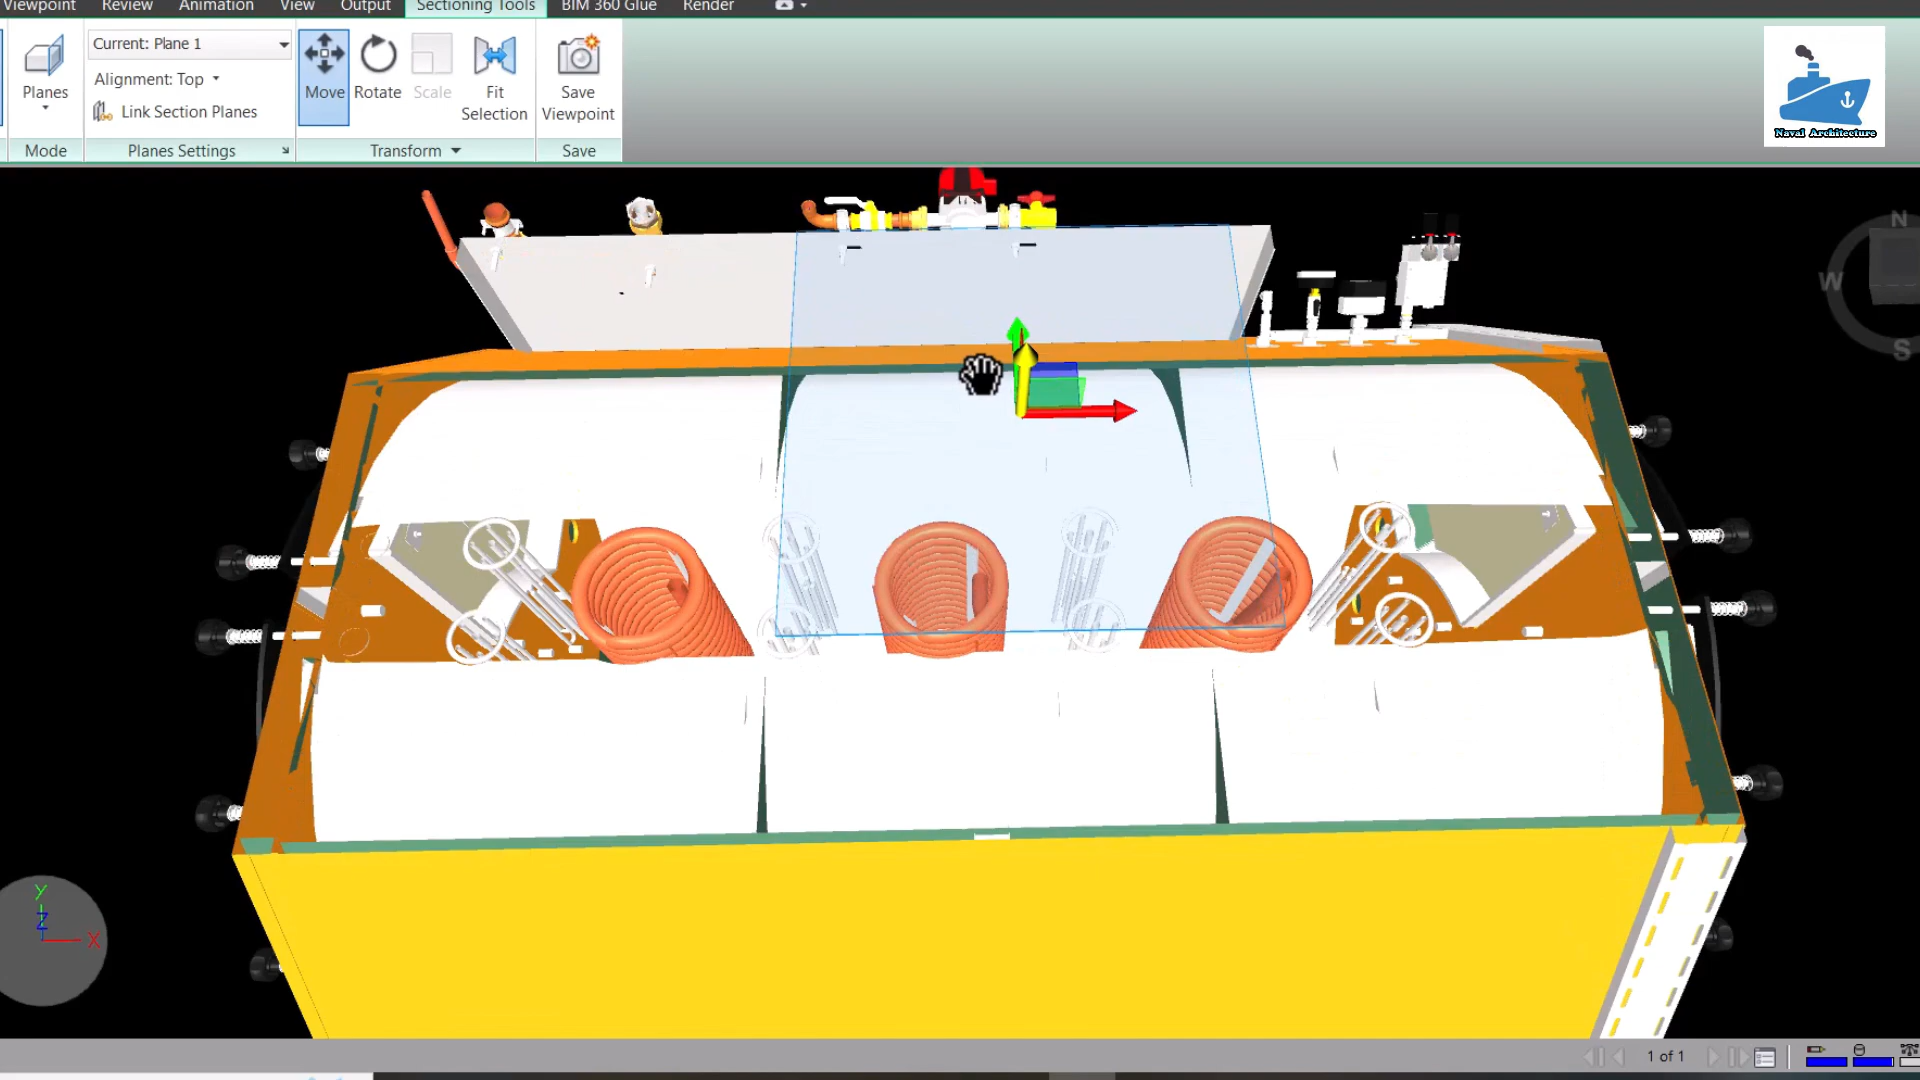 Viewpoint Review Animation View Output Sectioning Tools BIM 360 Glue Render
Planes
Current: Plane 1
Alignment: Top
Link Section Planes
Move
Rotate
Scale
Fit
Selection
Save
Viewpoint
Mode
Planes Settings
Transform
Save
Naval Architecture
N
W
S
Y
Z
X
1 of 1